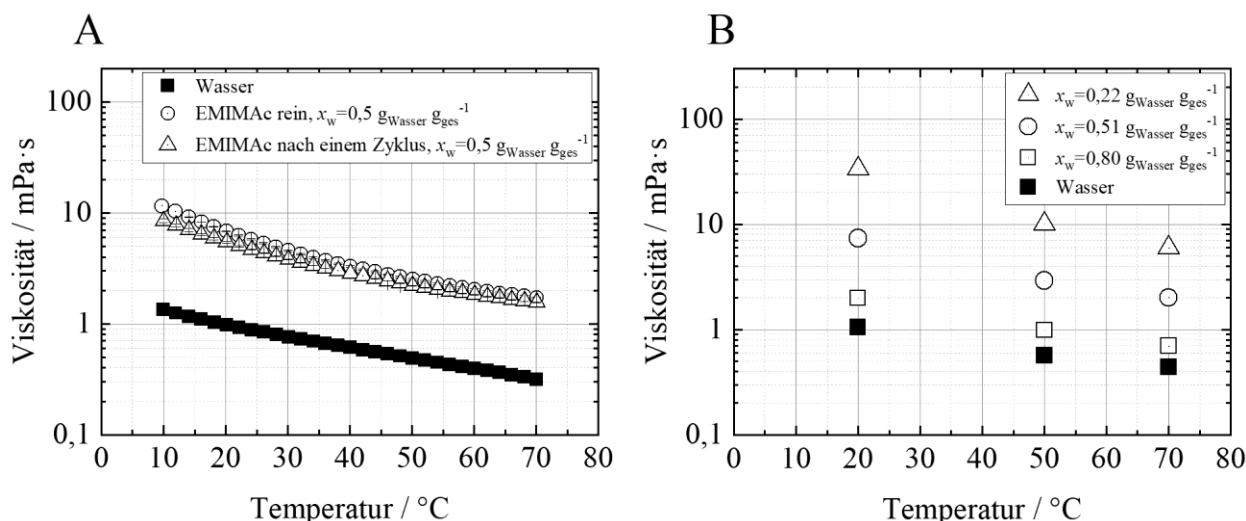 A
Viskosität / mPa·s
100
10
1
0,1
Wasser
EMIMAc rein, xw=0,5 gWasser gges-1
EMIMAc nach einem Zyklus, xw=0,5 gWasser gges-1
0 10 20 30 40 50 60 70 80
Temperatur / °C
B
Viskosität / mPa·s
100
10
1
0,1
xw=0,22 gWasser gges-1
xw=0,51 gWasser gges-1
xw=0,80 gWasser gges-1
Wasser
0 10 20 30 40 50 60 70 80
Temperatur / °C